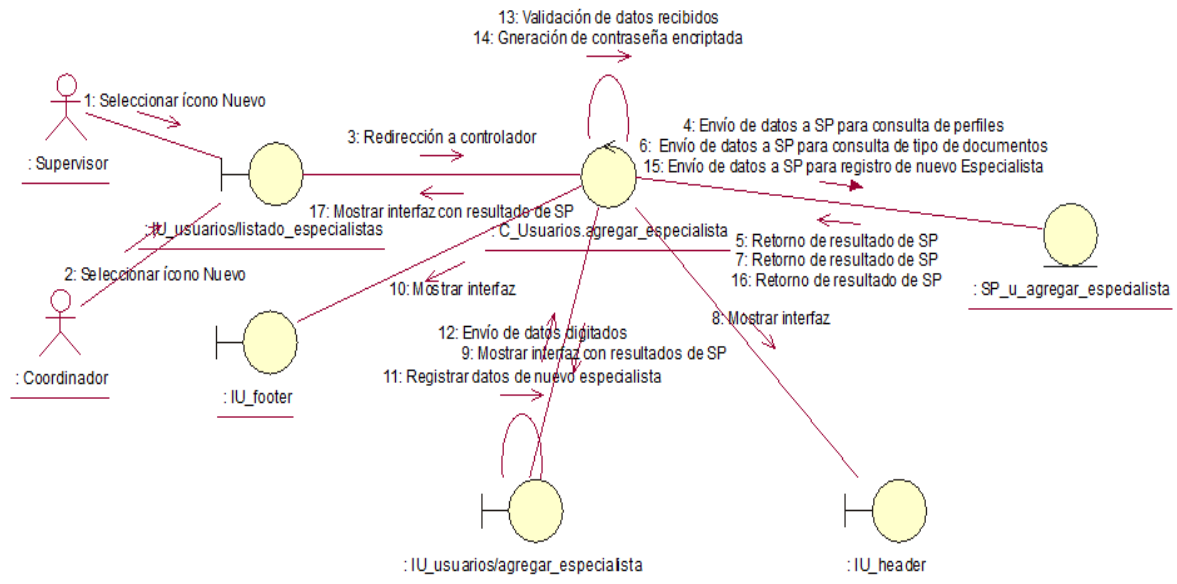 13: Validación de datos recibidos
14: Gneración de contraseña encriptada
1: Seleccionar ícono Nuevo
3: Redirección a controlador
4: Envío de datos a SP para consulta de perfiles
6: Envío de datos a SP para consulta de tipo de documentos
15: Envío de datos a SP para registro de nuevo Especialista
: Supervisor
17: Mostrar interfaz con resultado de SP
: IU_usuarios/listado_especialistas
: C_Usuarios.agregar_especialista
5: Retorno de resultado de SP
7: Retorno de resultado de SP
16: Retorno de resultado de SP
2: Seleccionar ícono Nuevo
10: Mostrar interfaz
: SP_u_agregar_especialista
8: Mostrar interfaz
12: Envío de datos digitados
9: Mostrar interfaz con resultados de SP
11: Registrar datos de nuevo especialista
: Coordinador
: IU_footer
: IU_usuarios/agregar_especialista
: IU_header